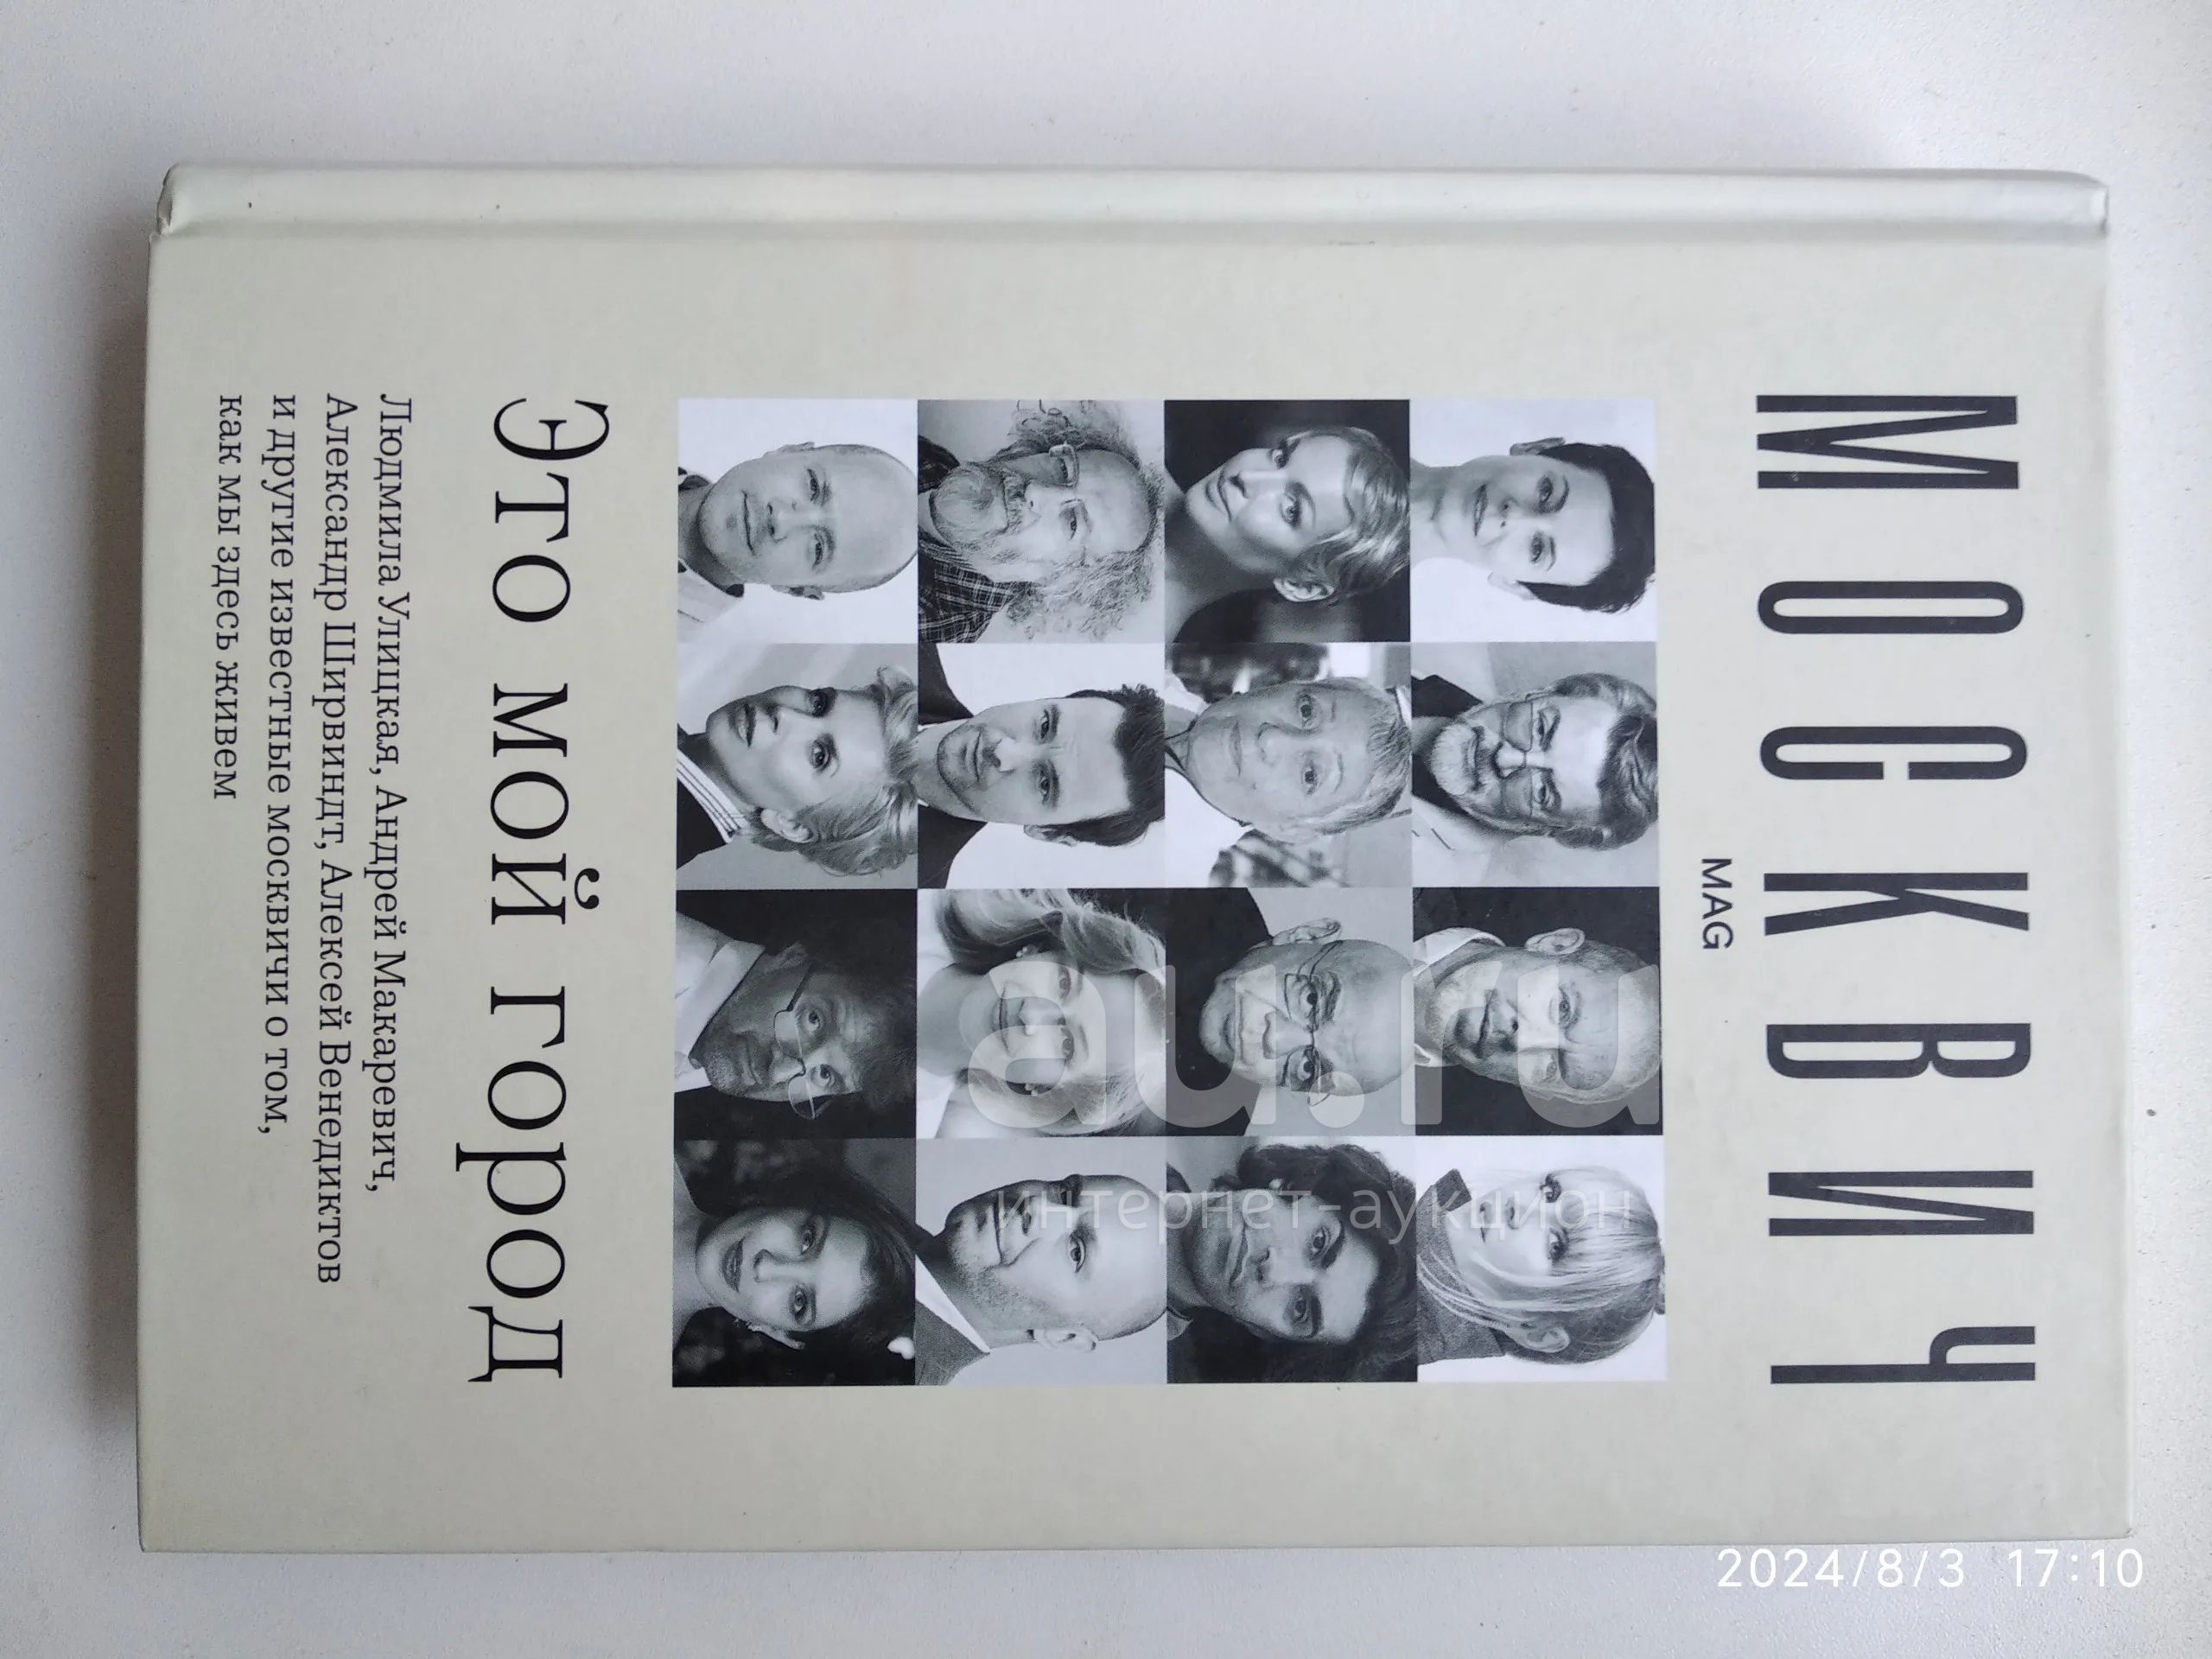 МОСКВИЧ
MAG
Это мой город
Людмила Улицкая, Андрей Макаревич,
Александр Ширвиндт, Алексей Венедиктов
и другие известные москвичи о том,
как мы здесь живем
au.ru
интернет-аукцион
2024/8/3 17:10